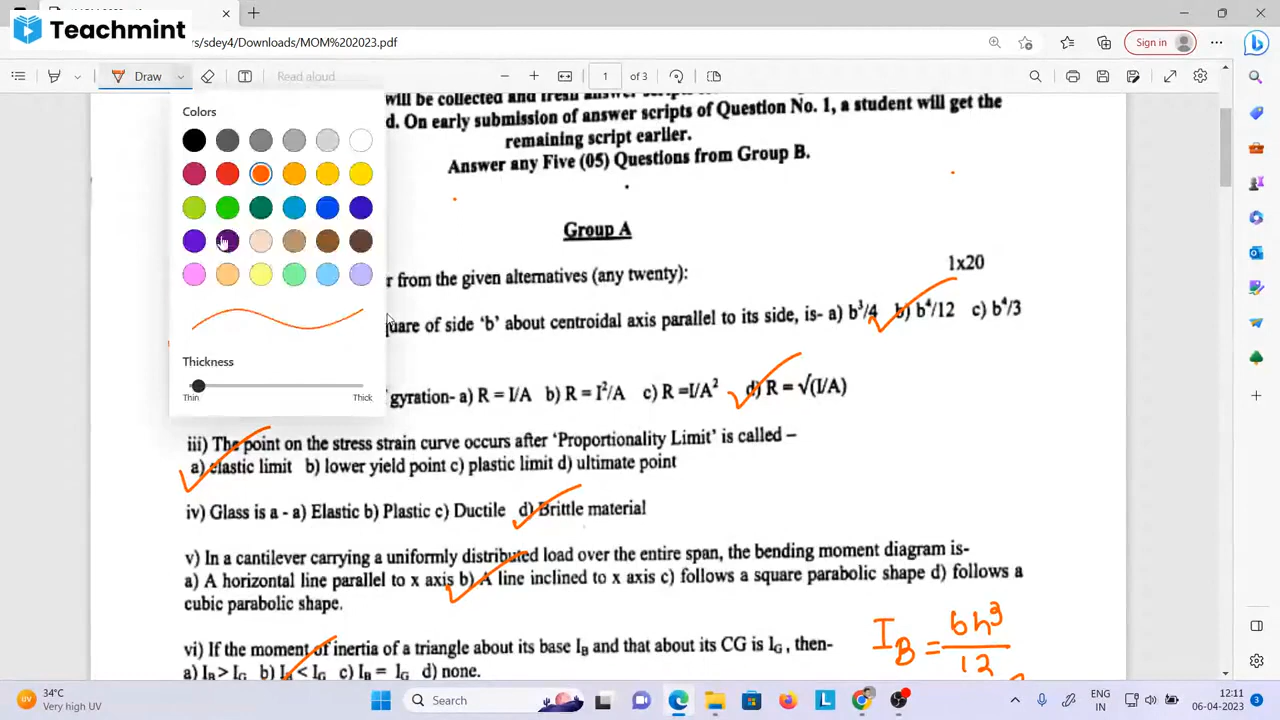 Teachmint
rs/sdey4/Downloads/MOM%202023.pdf
Sign in
Draw
Read aloud
1 of 3
Colors
Thickness
Thin Thick
will be collected and fresh answer scripts
d. On early submission of answer scripts of Question No. 1, a student will get the
remaining script earlier.
Answer any Five (05) Questions from Group B.
Group A
r from the given alternatives (any twenty):
1x20
quare of side 'b' about centroidal axis parallel to its side, is- a) b³/4 b) b⁴/12 c) b⁴/3
gyration- a) R = I/A b) R = I²/A c) R =I/A² d) R = √(I/A)
iii) The point on the stress strain curve occurs after 'Proportionality Limit' is called –
a) elastic limit b) lower yield point c) plastic limit d) ultimate point
iv) Glass is a - a) Elastic b) Plastic c) Ductile d) Brittle material
v) In a cantilever carrying a uniformly distributed load over the entire span, the bending moment diagram is-
a) A horizontal line parallel to x axis b) A line inclined to x axis c) follows a square parabolic shape d) follows a
cubic parabolic shape.
vi) If the moment of inertia of a triangle about its base I_B and that about its CG is I_G, then-
a) I_B > I_G b) I_B < I_G c) I_B = I_G d) none.
I_B = bh³/12
34°C
Very high UV
Search
ENG
IN
12:11
06-04-2023